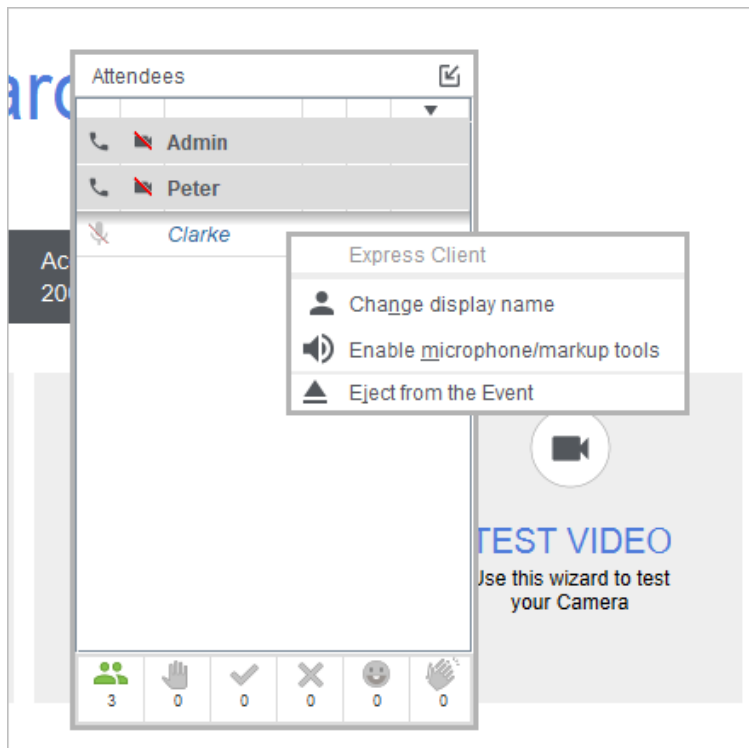 Attendees
Admin
Peter
Clarke
Express Client
Change display name
Enable microphone/markup tools
Eject from the Event
TEST VIDEO
Use this wizard to test
your Camera
3 0 0 0 0 0